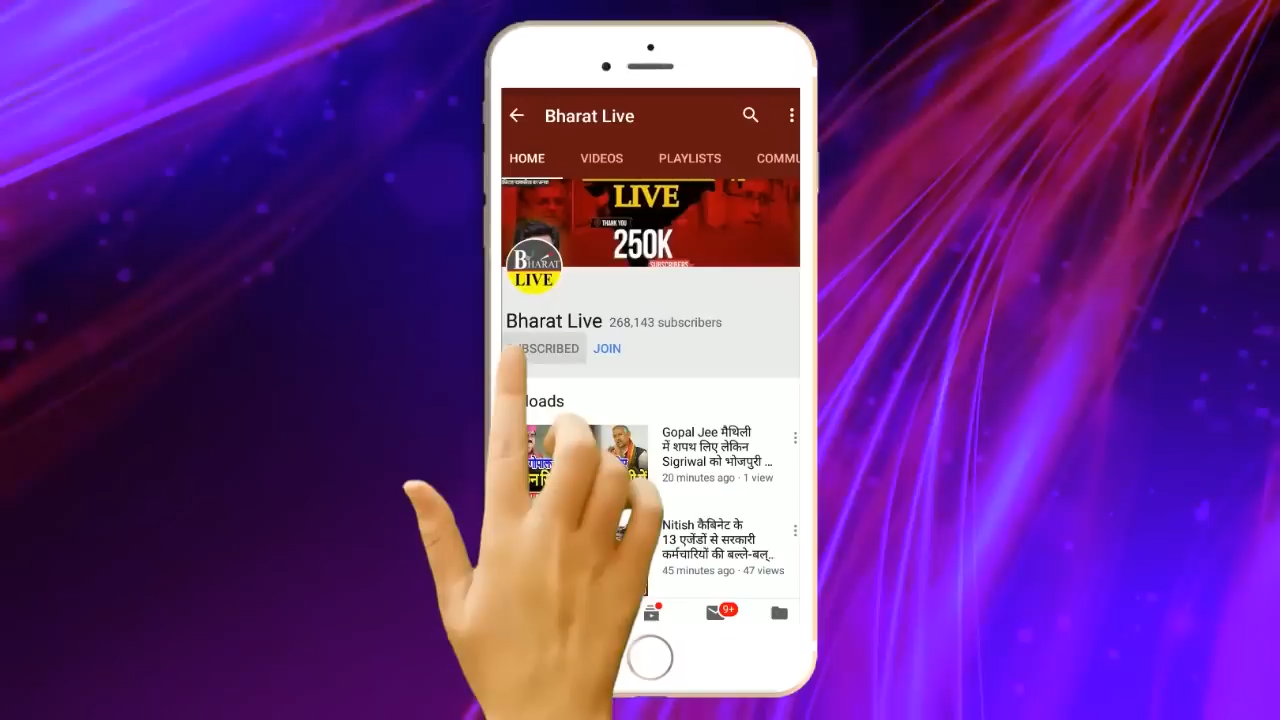 Bharat Live
HOME VIDEOS PLAYLISTS COMMU
LIVE
THANK YOU
250K
SUBSCRIBERS
BHARAT
LIVE
Bharat Live 268,143 subscribers
UBSCRIBED JOIN
loads
Gopal Jee मैथिली
में शपथ लिए लेकिन
Sigriwal को भोजपुरी ...
20 minutes ago · 1 view
Nitish कैबिनेट के
13 एजेंडों से सरकारी
कर्मचारियों की बल्ले-बल्..
45 minutes ago · 47 views
9+